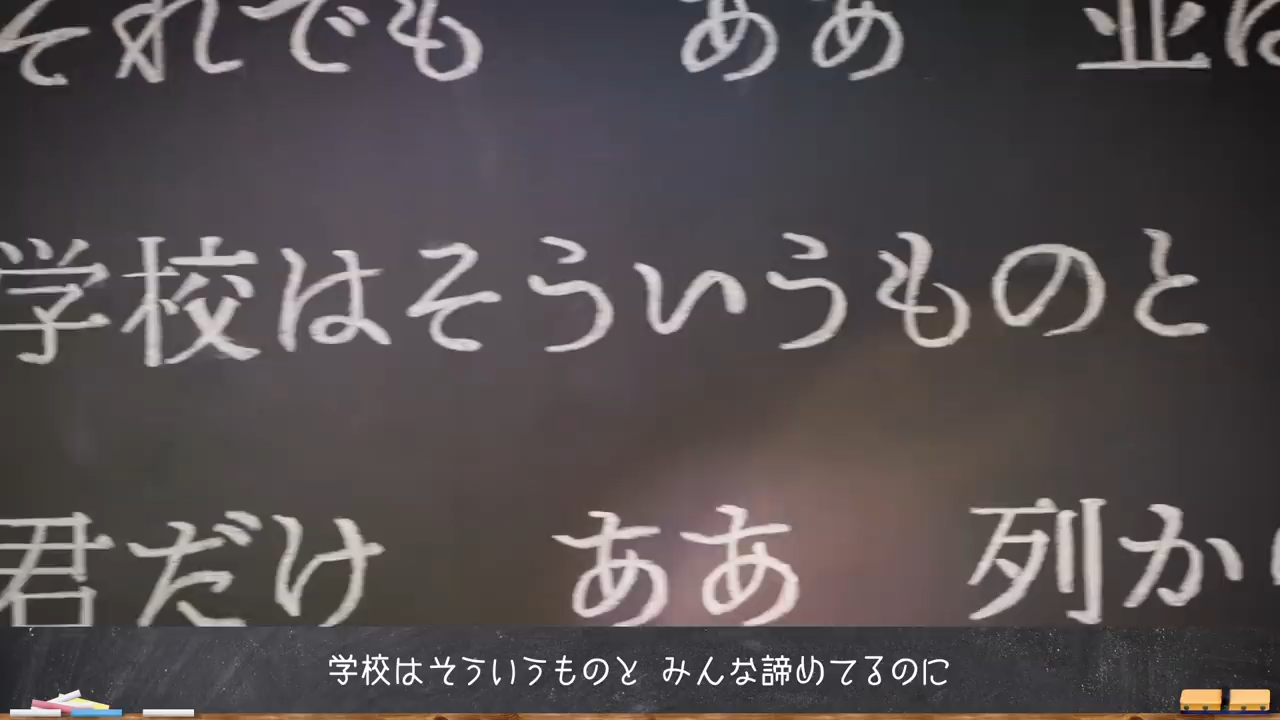 それでも　ああ　並ば
学校はそういうものと
君だけ　ああ　列か
学校はそういうものと みんな諦めてるのに